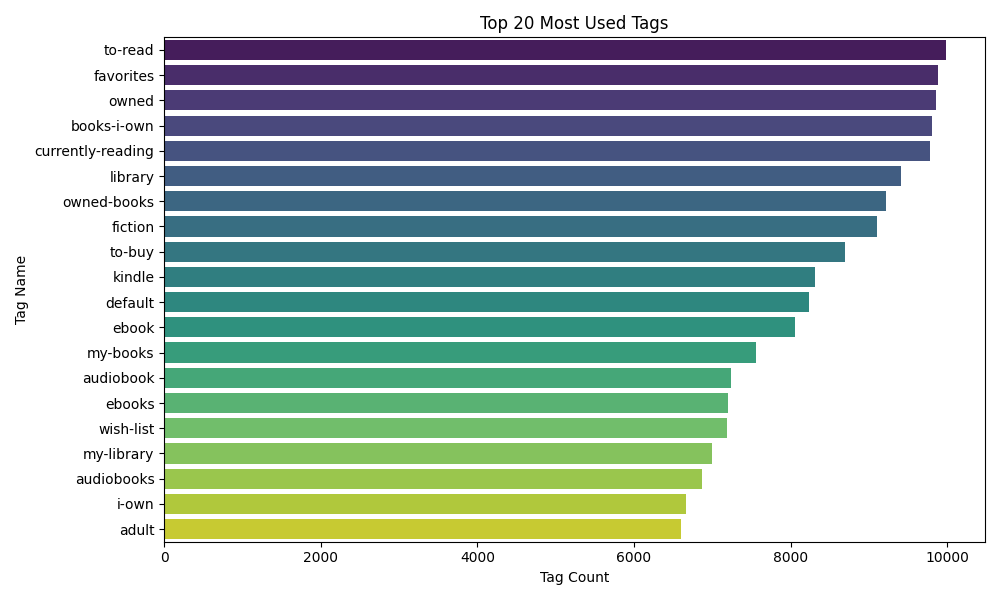 Top 20 Most Used Tags
to-read
favorites
owned
books-i-own
currently-reading
library
owned-books
fiction
to-buy
kindle
default
ebook
my-books
audiobook
ebooks
wish-list
my-library
audiobooks
i-own
adult
Tag Name
0 2000 4000 6000 8000 10000
Tag Count